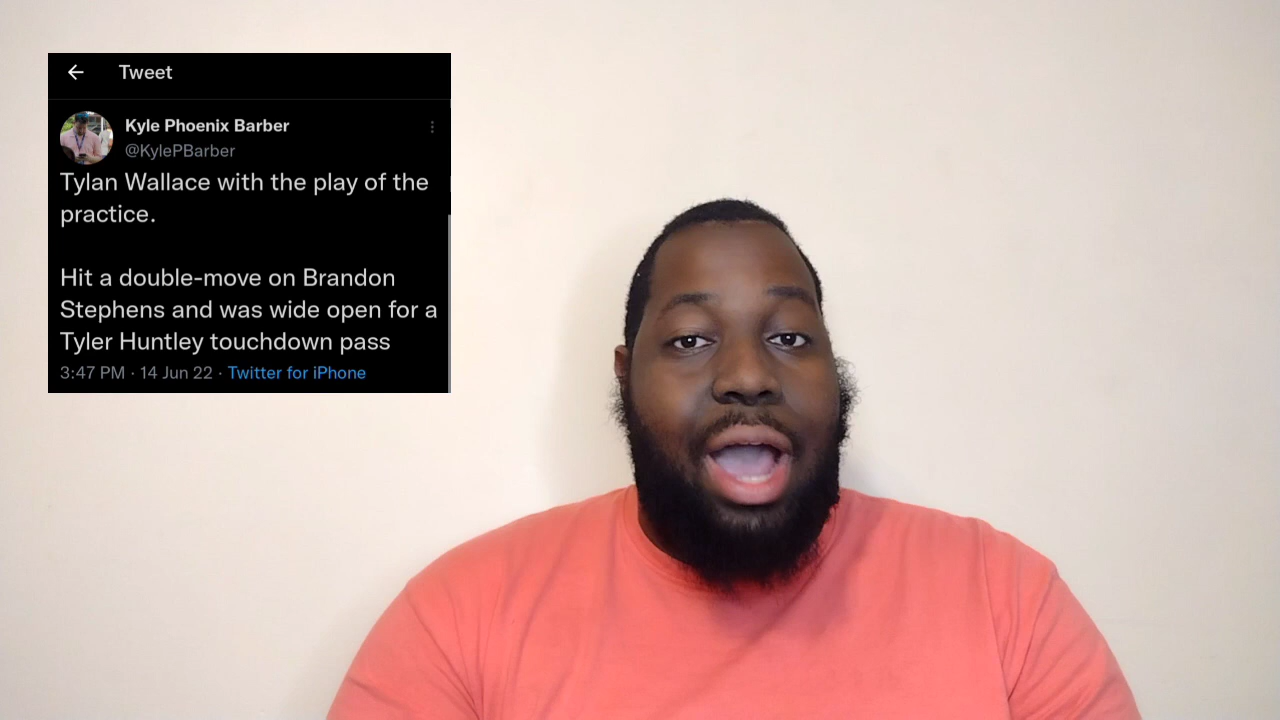 Tweet
Kyle Phoenix Barber
@KylePBarber
Tylan Wallace with the play of the
practice.
Hit a double-move on Brandon
Stephens and was wide open for a
Tyler Huntley touchdown pass
3:47 PM · 14 Jun 22 · Twitter for iPhone